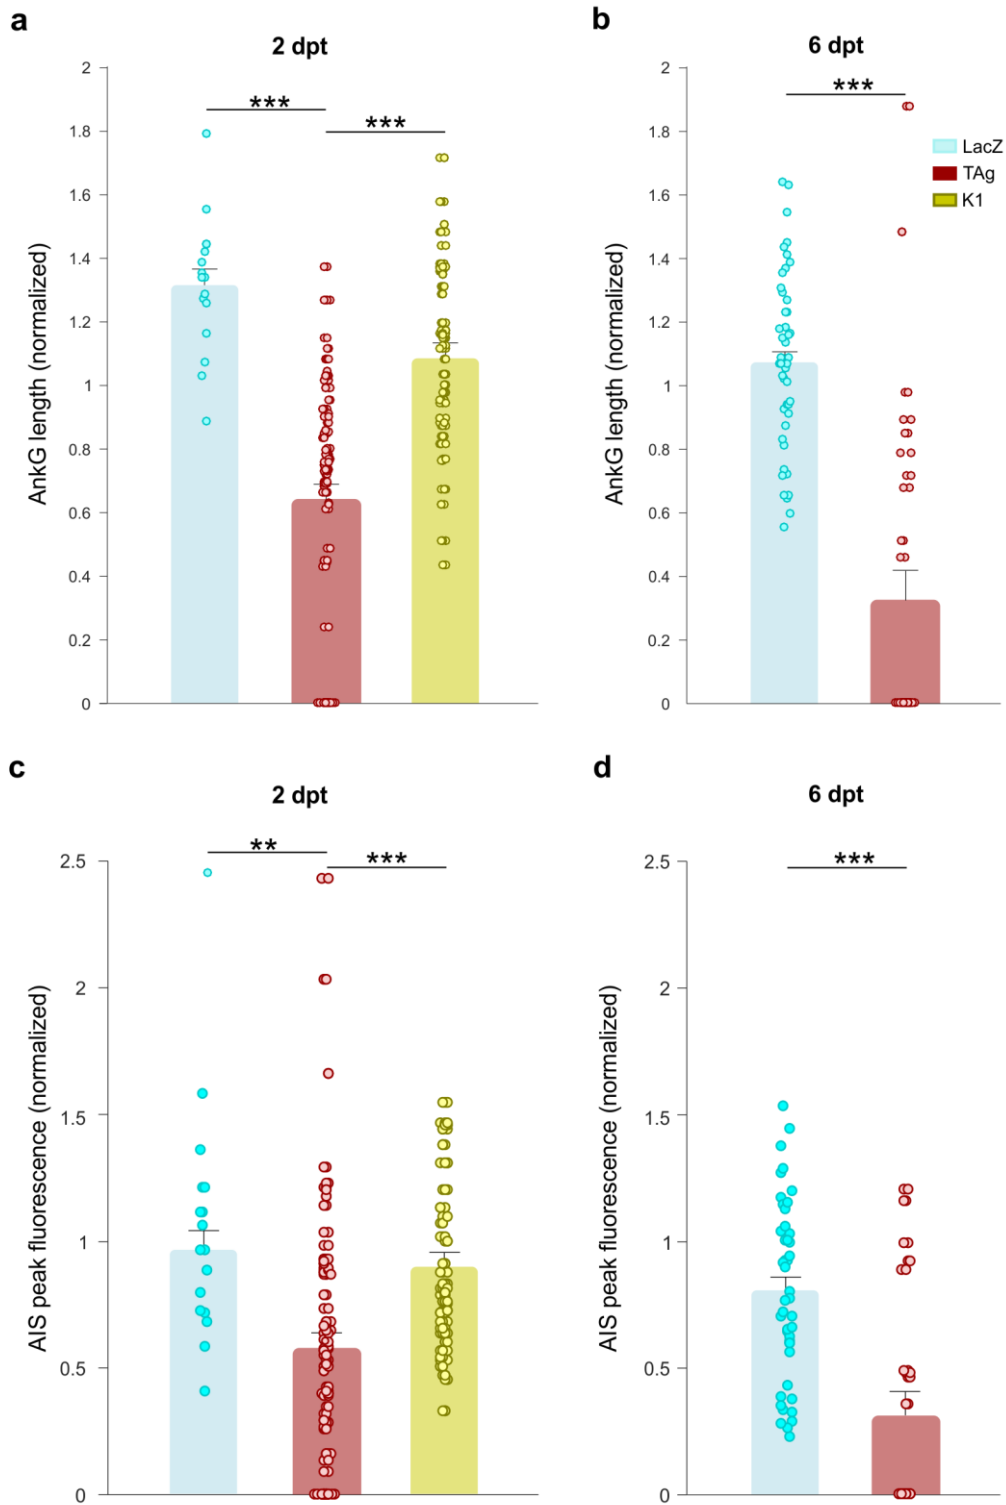 a
2 dpt
AnkG length (normalized)
2
1.8
1.6
1.4
1.2
1
0.8
0.6
0.4
0.2
0
***
***
b
6 dpt
AnkG length (normalized)
2
1.8
1.6
1.4
1.2
1
0.8
0.6
0.4
0.2
0
***
LacZ
TAg
K1
c
2 dpt
AIS peak fluorescence (normalized)
2.5
2
1.5
1
0.5
0
**
***
d
6 dpt
AIS peak fluorescence (normalized)
2.5
2
1.5
1
0.5
0
***